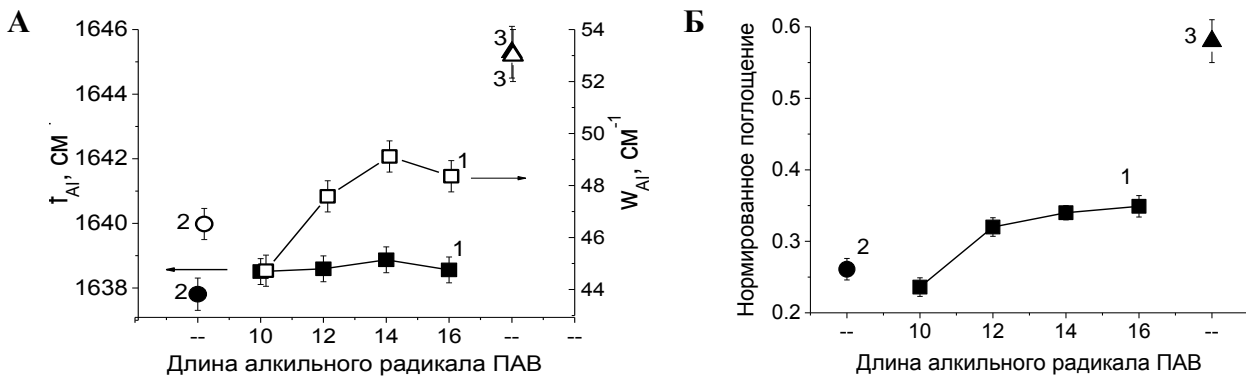 А
Б
1646
1644
1642
1640
1638
f_AI, см
54
52
50
48
46
44
w_AI, см⁻¹
3
3
1
2
2
1
10 12 14 16 -- --
--
Длина алкильного радикала ПАВ
0.6
0.5
0.4
0.3
0.2
Нормированное поглощение
3
1
2
-- 10 12 14 16 --
Длина алкильного радикала ПАВ